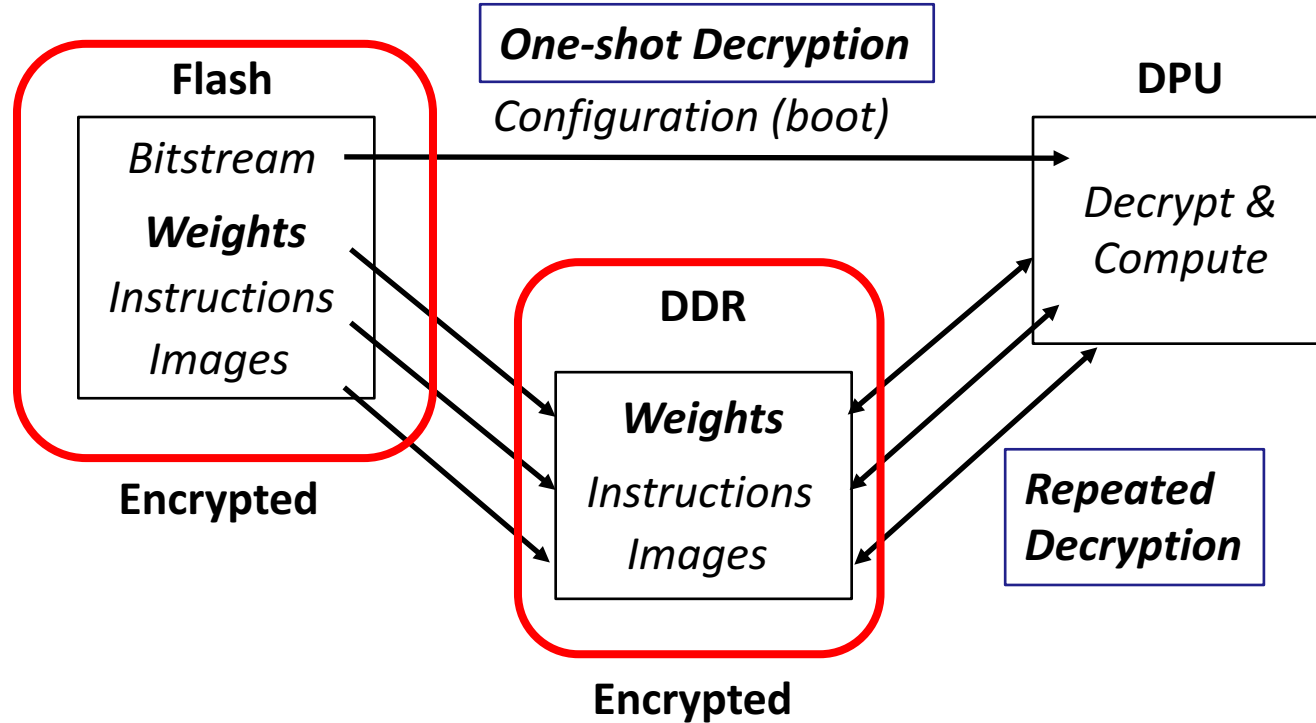 One-shot Decryption
Configuration (boot)
Flash
Bitstream
Weights
Instructions
Images
Encrypted
DDR
Weights
Instructions
Images
Encrypted
DPU
Decrypt &
Compute
Repeated
Decryption